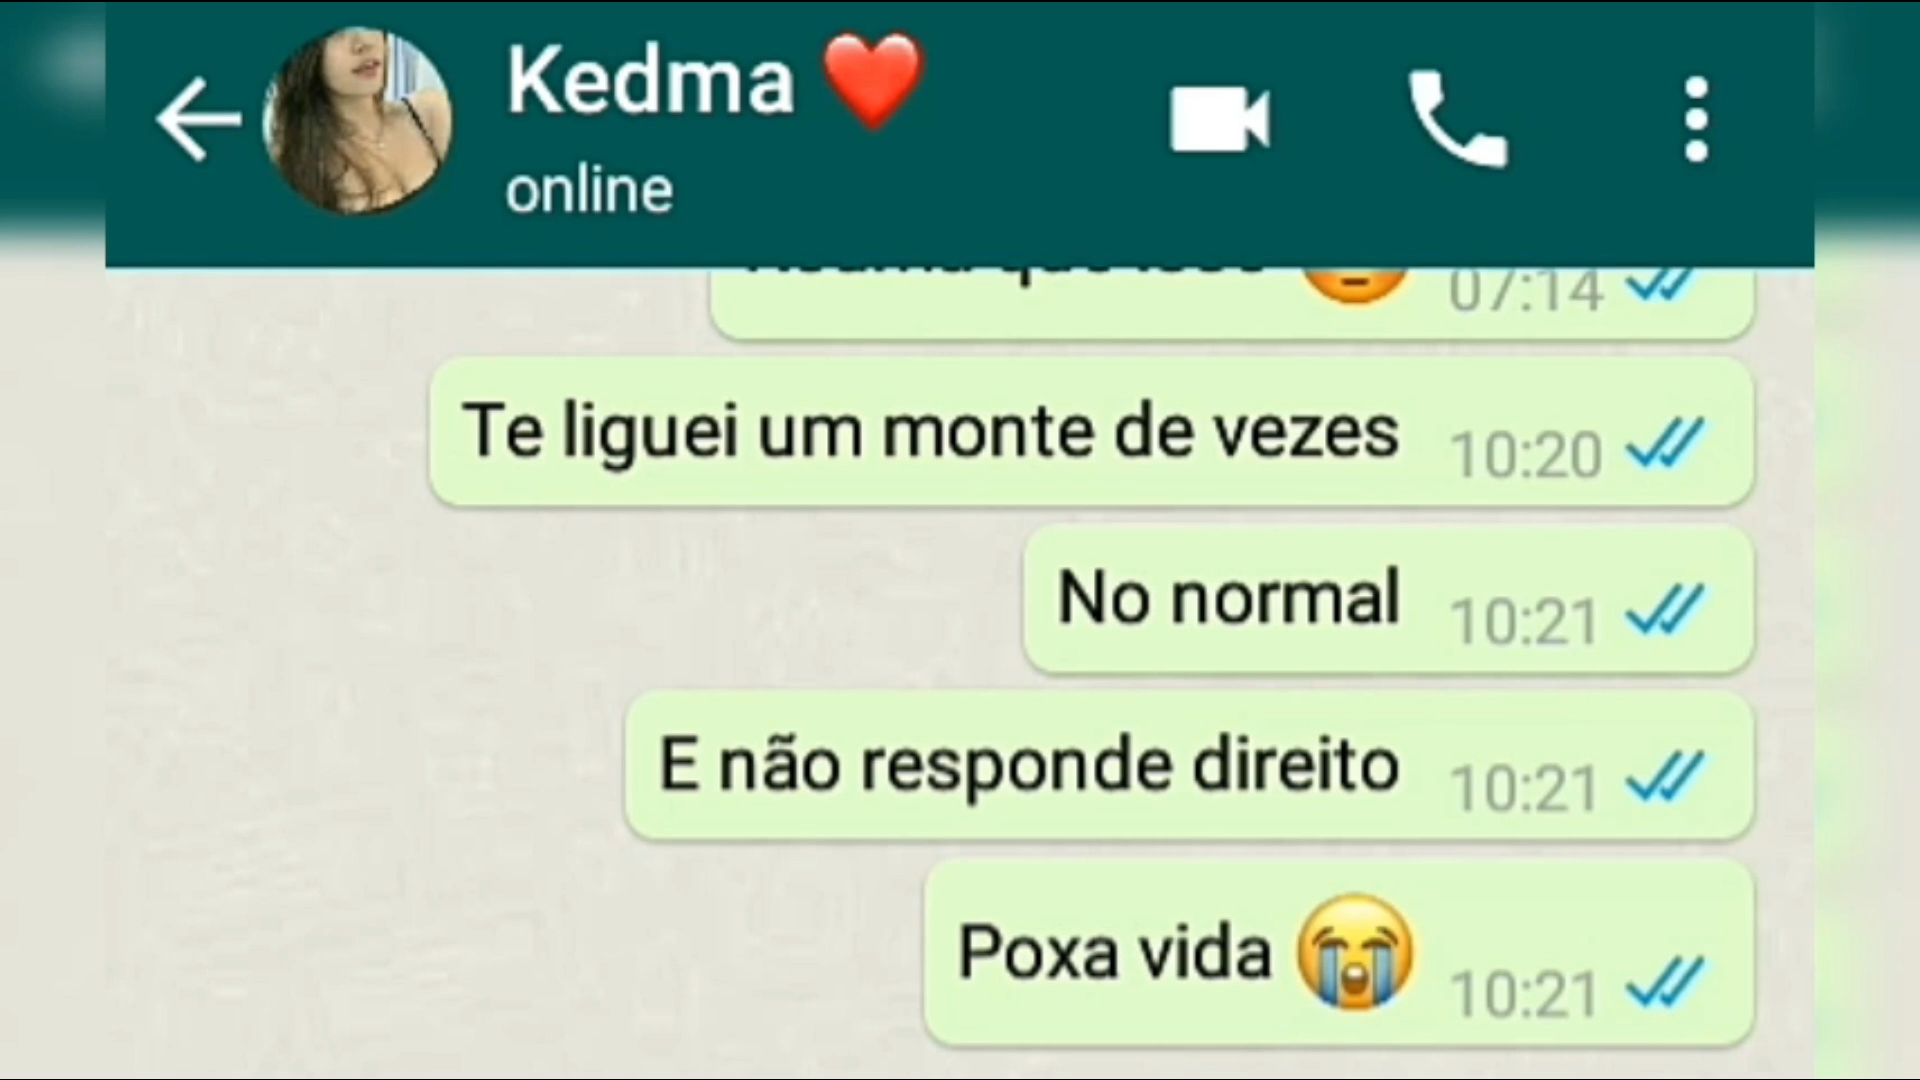 Kedma ❤️
online
07:14
Te liguei um monte de vezes 10:20
No normal 10:21
E não responde direito 10:21
Poxa vida 😭 10:21